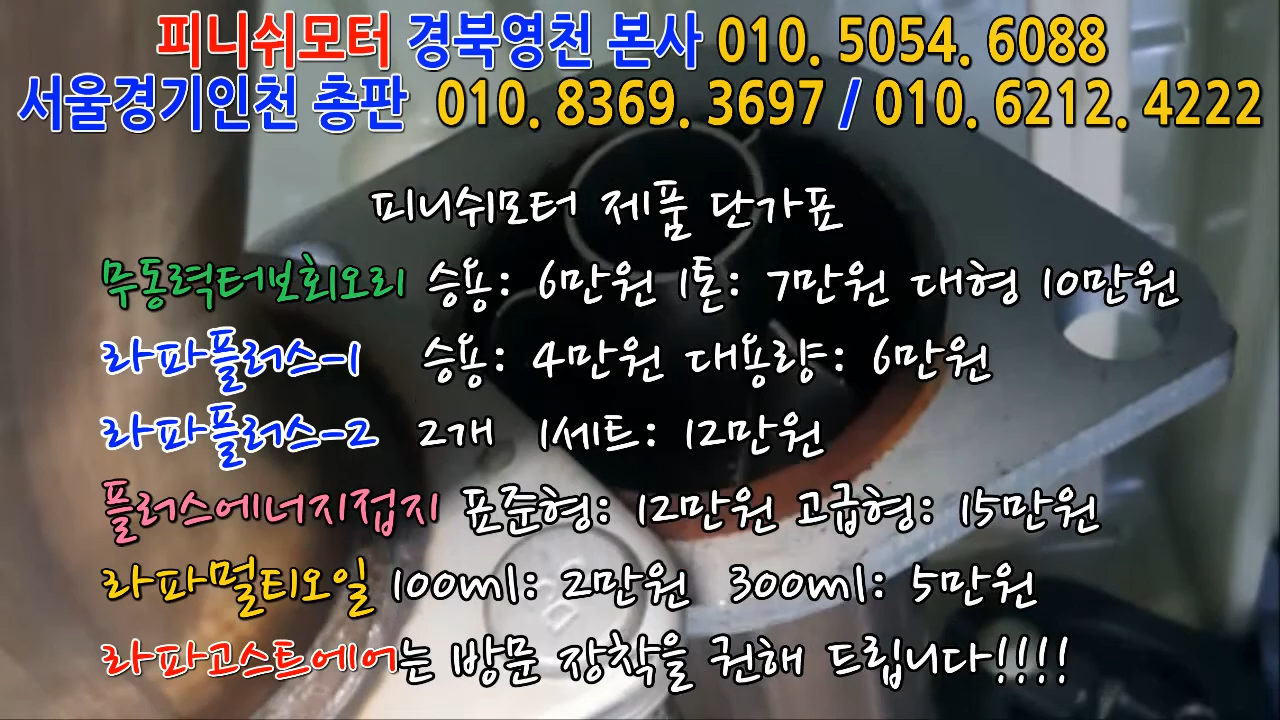 피니쉬모터 경북영천 본사 010. 5054. 6088
서울경기인천 총판 010. 8369. 3697 / 010. 6212. 4222
피니쉬모터 제품 단가표
무동력터보회오리 승용: 6만원 1톤: 7만원 대형 10만원
라파플러스-1 승용: 4만원 대용량: 6만원
라파플러스-2 2개 1세트: 12만원
플러스에너지접지 표준형: 12만원 고급형: 15만원
라파멀티오일 100ml: 2만원 300ml: 5만원
라파고스트에어는 방문 장착을 권해 드립니다!!!!